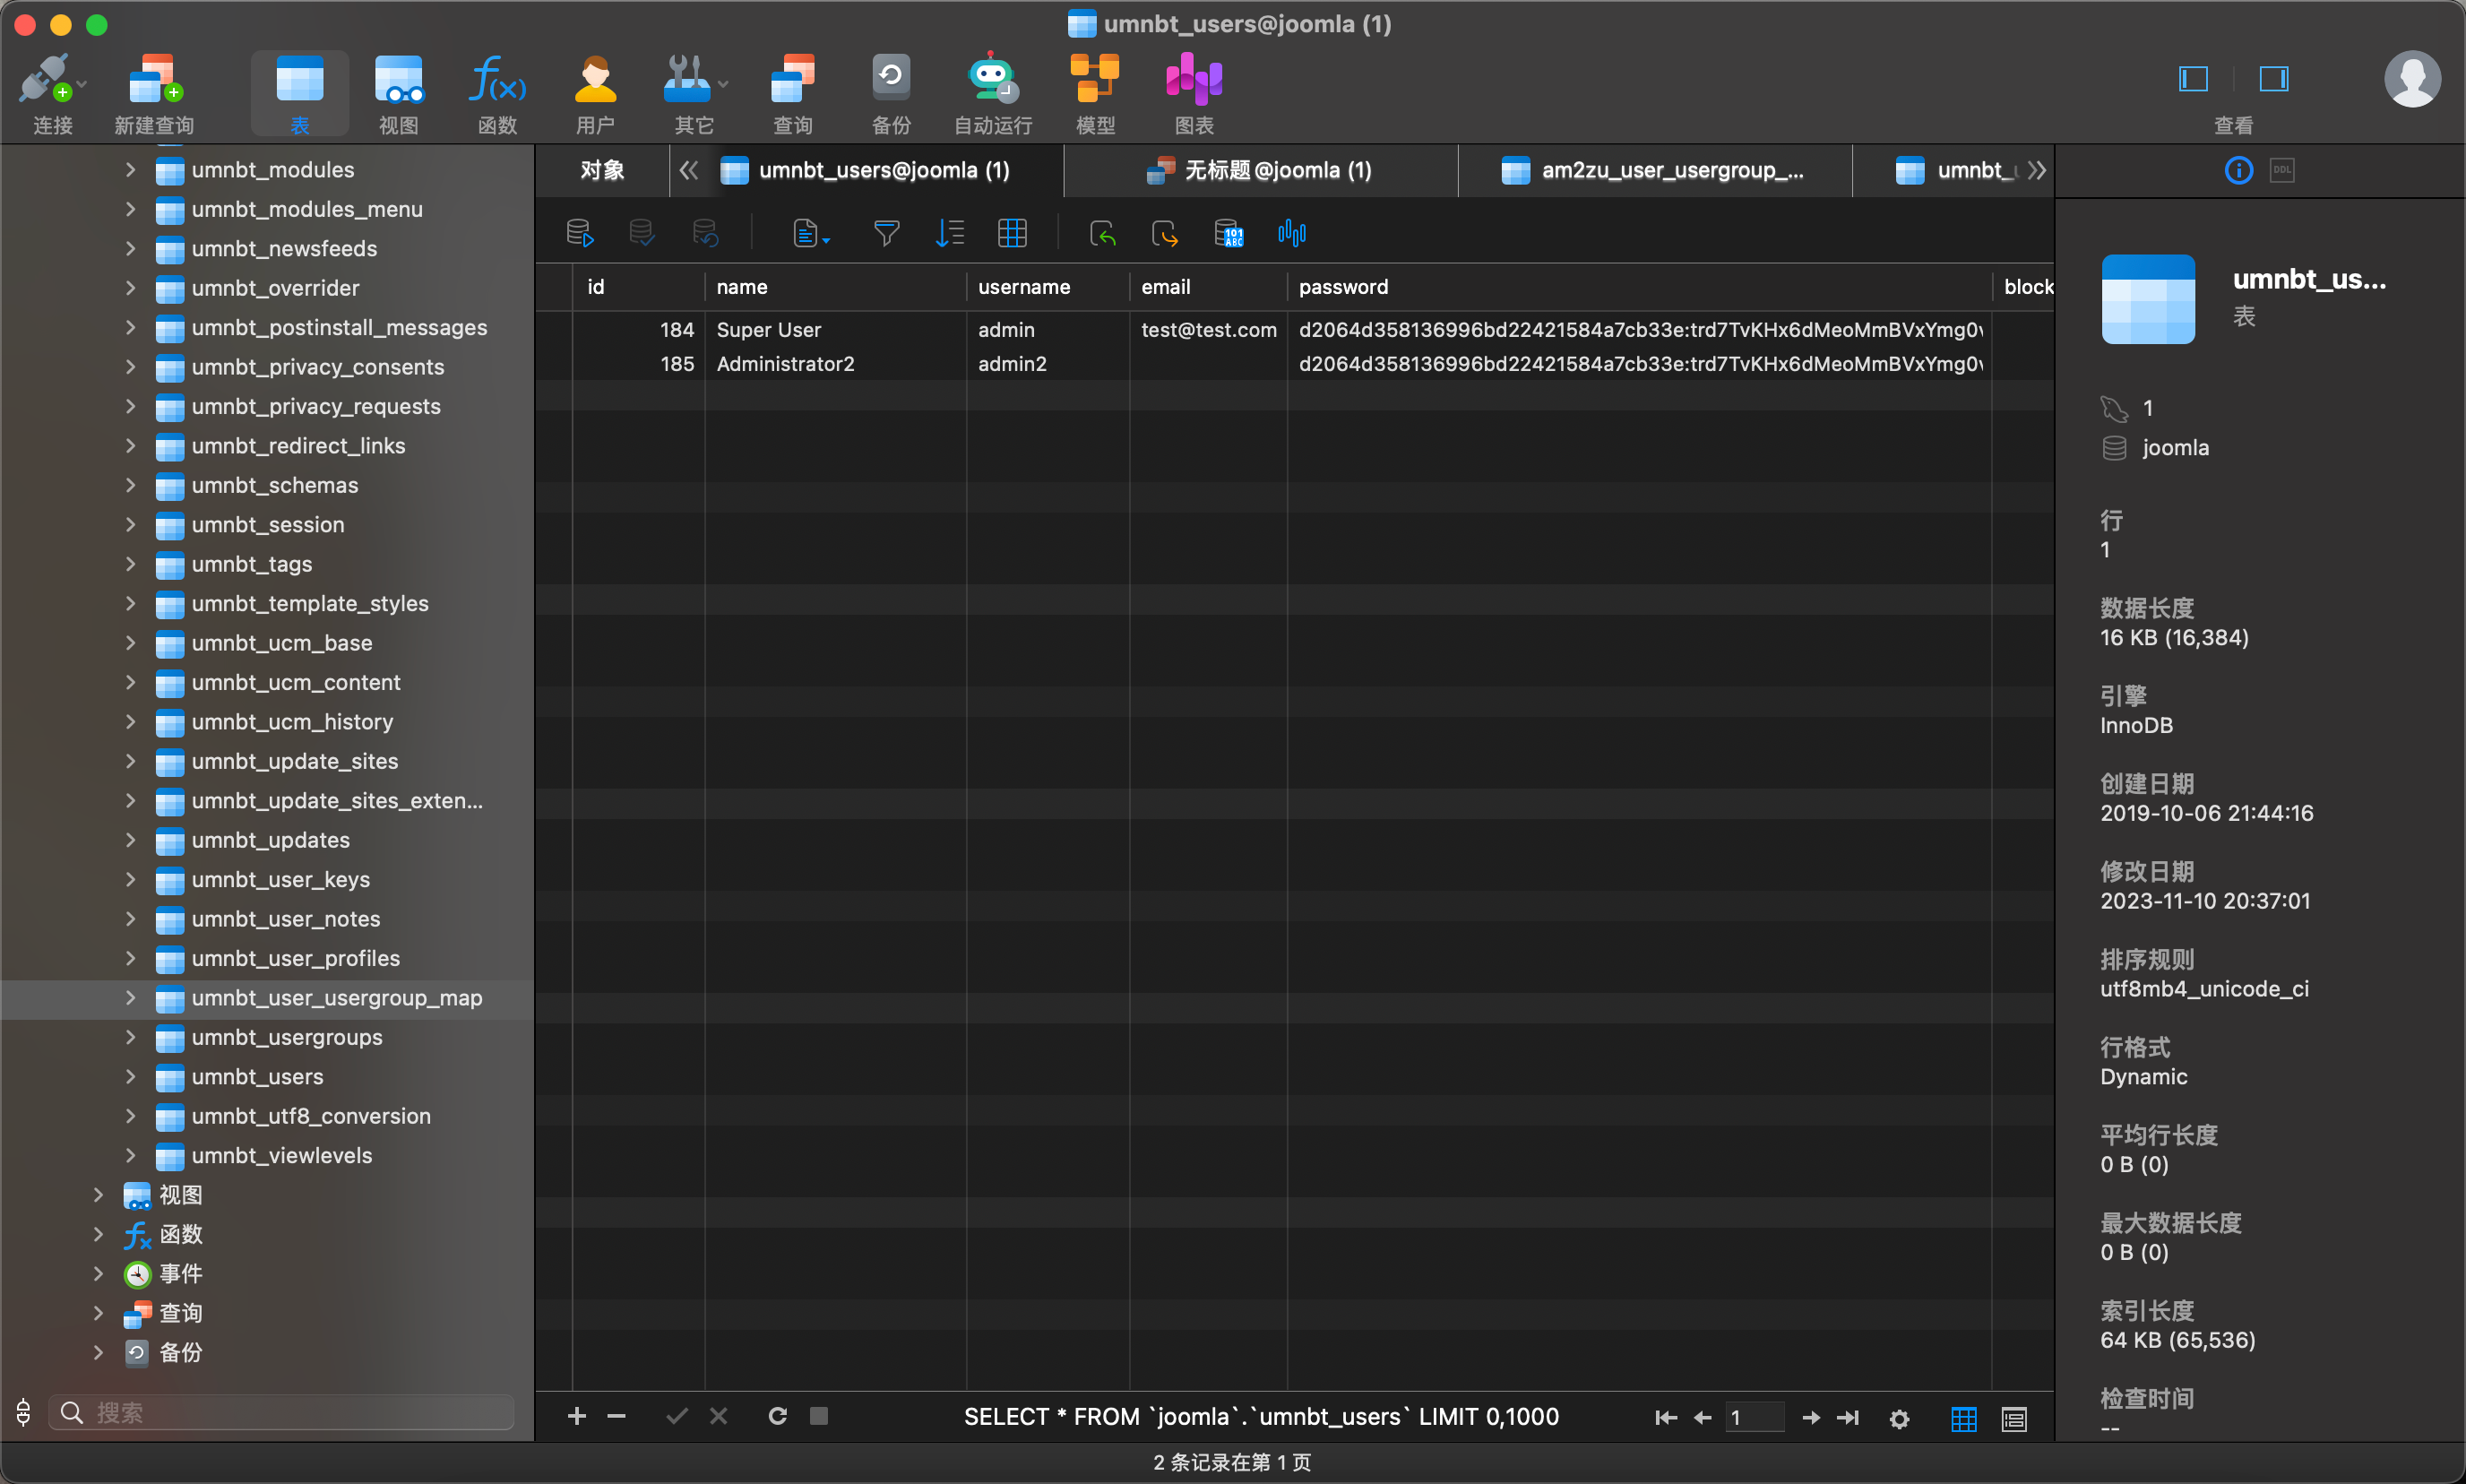 umnbt_users@joomla (1)
连接
新建查询
表
视图
函数
用户
其它
查询
备份
自动运行
模型
图表
查看
umnbt_modules
umnbt_modules_menu
umnbt_newsfeeds
umnbt_overrider
umnbt_postinstall_messages
umnbt_privacy_consents
umnbt_privacy_requests
umnbt_redirect_links
umnbt_schemas
umnbt_session
umnbt_tags
umnbt_template_styles
umnbt_ucm_base
umnbt_ucm_content
umnbt_ucm_history
umnbt_update_sites
umnbt_update_sites_exten...
umnbt_updates
umnbt_user_keys
umnbt_user_notes
umnbt_user_profiles
umnbt_user_usergroup_map
umnbt_usergroups
umnbt_users
umnbt_utf8_conversion
umnbt_viewlevels
视图
函数
事件
查询
备份
搜索
对象
umnbt_users@joomla (1)
无标题@joomla (1)
am2zu_user_usergroup_...
umnbt_
id name username email password block
184 Super User admin test@test.com d2064d358136996bd22421584a7cb33e:trd7TvKHx6dMeoMmBVxYmg0v
185 Administrator2 admin2 d2064d358136996bd22421584a7cb33e:trd7TvKHx6dMeoMmBVxYmg0v
SELECT * FROM `joomla`.`umnbt_users` LIMIT 0,1000
1
2 条记录在第 1 页
DDL
umnbt_us...
表
1
joomla
行
1
数据长度
16 KB (16,384)
引擎
InnoDB
创建日期
2019-10-06 21:44:16
修改日期
2023-11-10 20:37:01
排序规则
utf8mb4_unicode_ci
行格式
Dynamic
平均行长度
0 B (0)
最大数据长度
0 B (0)
索引长度
64 KB (65,536)
检查时间
--